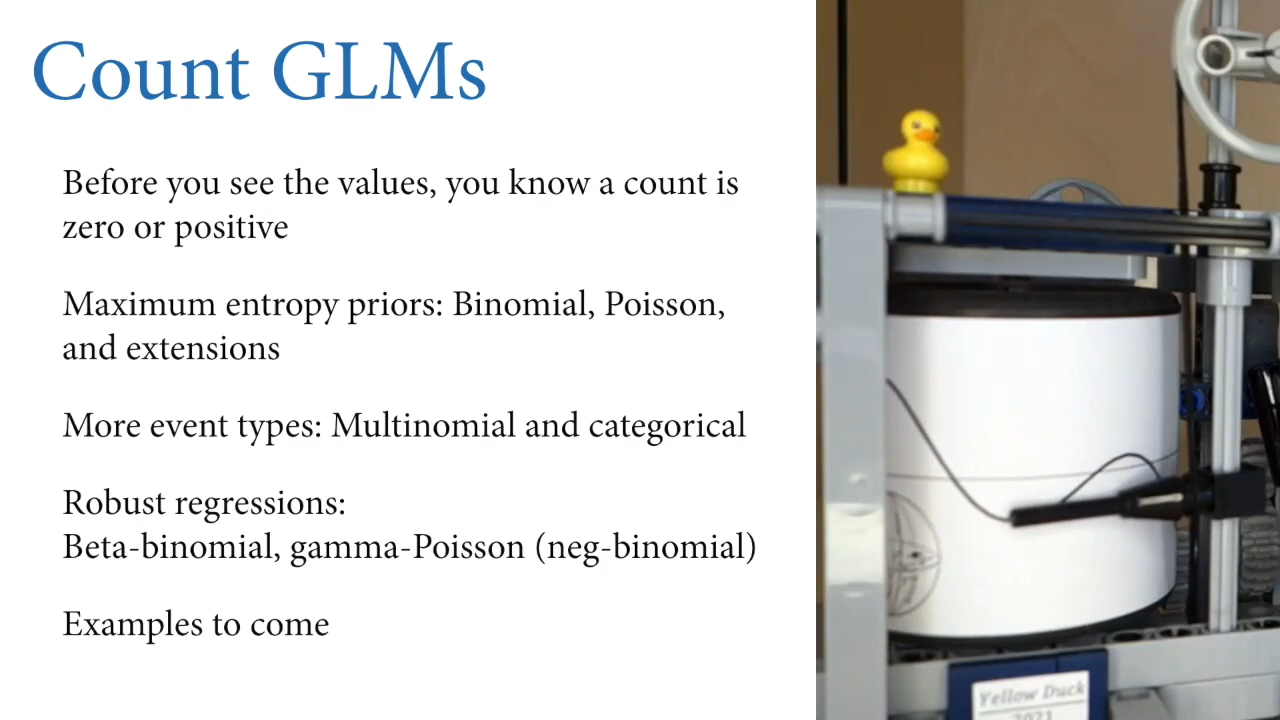 Count GLMs
Before you see the values, you know a count is
zero or positive
Maximum entropy priors: Binomial, Poisson,
and extensions
More event types: Multinomial and categorical
Robust regressions:
Beta-binomial, gamma-Poisson (neg-binomial)
Examples to come
Yellow Duck
2021